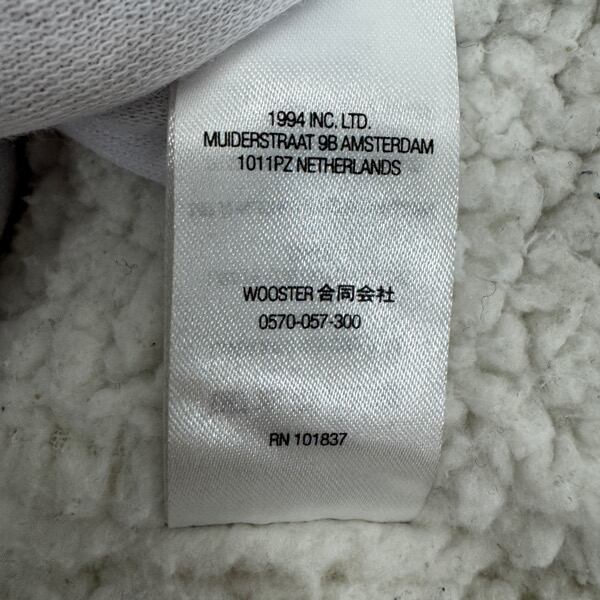 1994 INC. LTD.
MUIDERSTRAAT 9B AMSTERDAM
1011PZ NETHERLANDS
WOOSTER 合同会社
0570-057-300
RN 101837